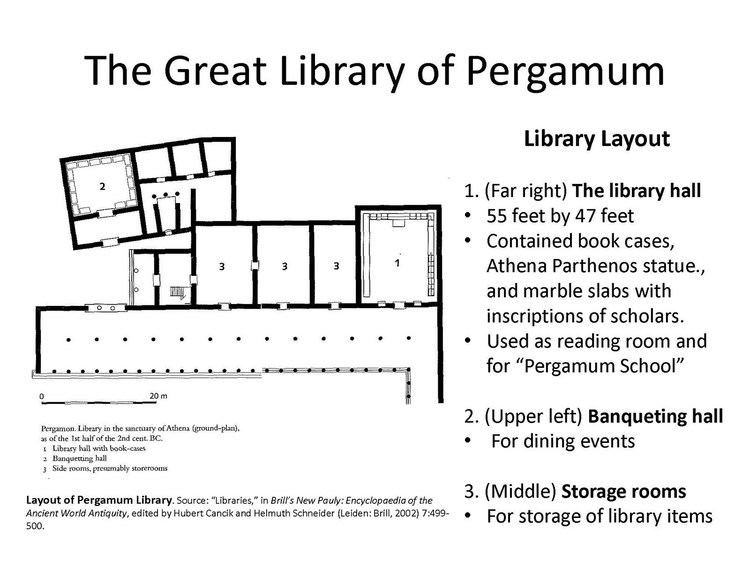 The Great Library of Pergamum
2
3
3
3
1
0 20 m
Pergamon. Library in the sanctuary of Athena (ground-plan),
as of the 1st half of the 2nd cent. BC.
1 Library hall with book-cases
2 Banquetting hall
3 Side rooms, presumably storerooms
Layout of Pergamum Library. Source: “Libraries,” in Brill’s New Pauly: Encyclopaedia of the
Ancient World Antiquity, edited by Hubert Cancik and Helmuth Schneider (Leiden: Brill, 2002) 7:499-
500.
Library Layout
1. (Far right) The library hall
• 55 feet by 47 feet
• Contained book cases,
Athena Parthenos statue.,
and marble slabs with
inscriptions of scholars.
• Used as reading room and
for “Pergamum School”
2. (Upper left) Banqueting hall
• For dining events
3. (Middle) Storage rooms
• For storage of library items